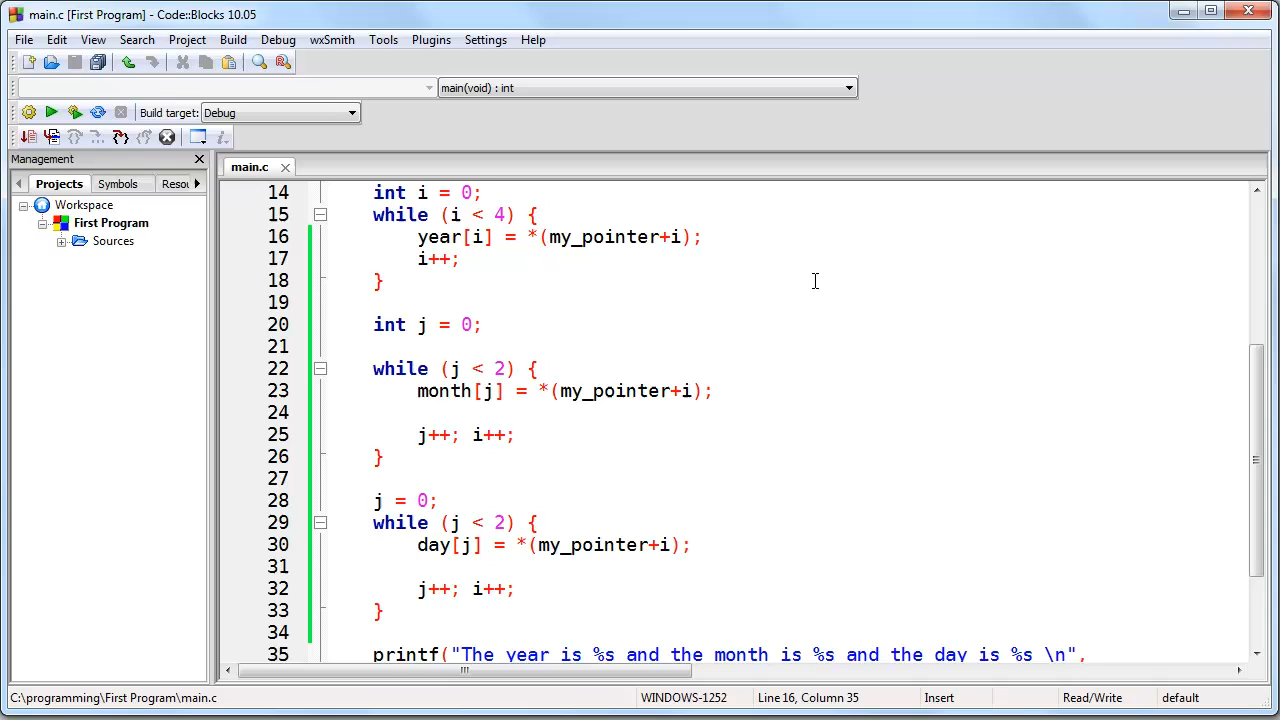 main.c [First Program] - Code::Blocks 10.05
File Edit View Search Project Build Debug wxSmith Tools Plugins Settings Help
main(void) : int
Build target: Debug
Management
main.c
Projects Symbols Resou
Workspace
First Program
Sources
14 int i = 0;
15 while (i < 4) {
16 year[i] = *(my_pointer+i);
17 i++;
18 }
19
20 int j = 0;
21
22 while (j < 2) {
23 month[j] = *(my_pointer+i);
24
25 j++; i++;
26 }
27
28 j = 0;
29 while (j < 2) {
30 day[j] = *(my_pointer+i);
31
32 j++; i++;
33 }
34
35 printf("The year is %s and the month is %s and the day is %s \n",
C:\programming\First Program\main.c WINDOWS-1252 Line 16, Column 35 Insert Read/Write default